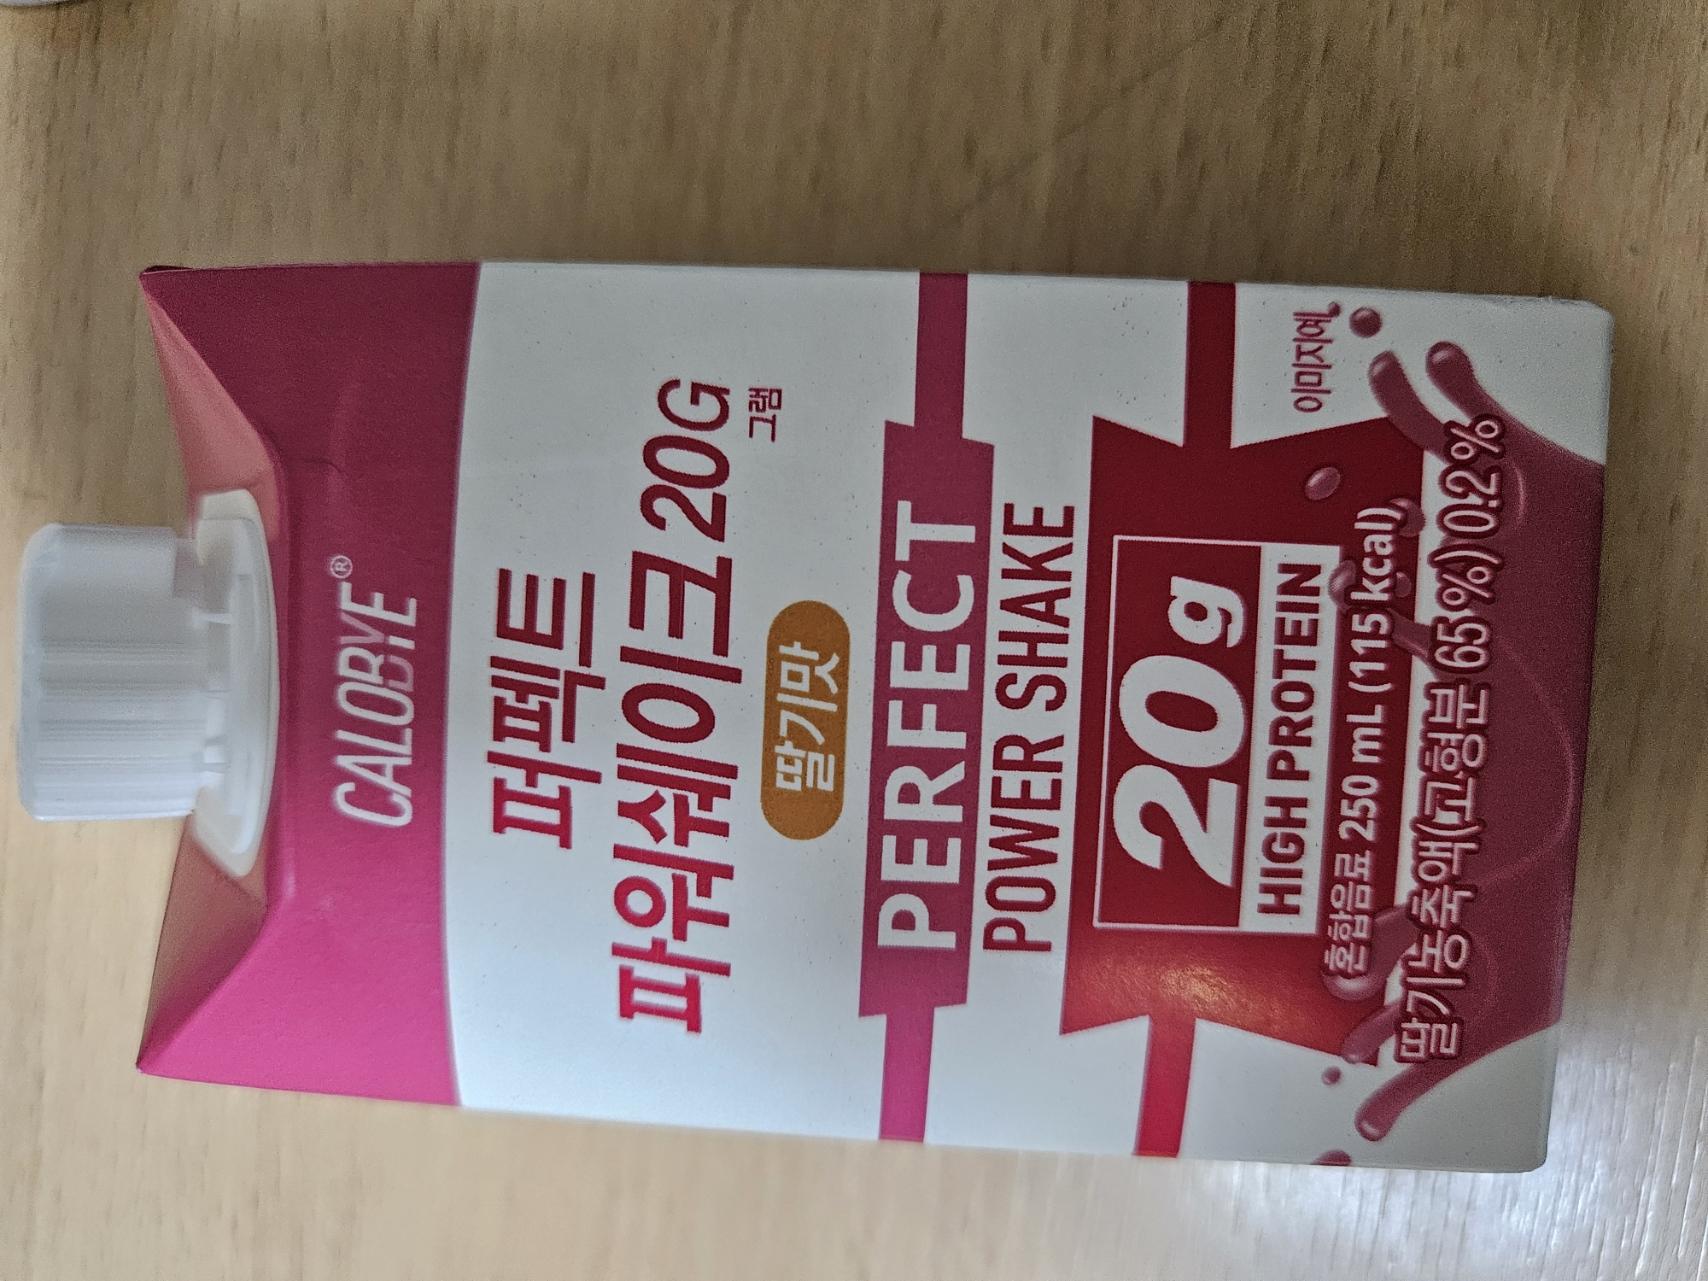 CALOBYE®
퍼펙트
파워쉐이크 20G
그램
딸기맛
PERFECT
POWER SHAKE
20g
HIGH PROTEIN
이미지예
혼합음료 250 mL (115 kcal)
딸기농축액(고형분 65%) 0.2%